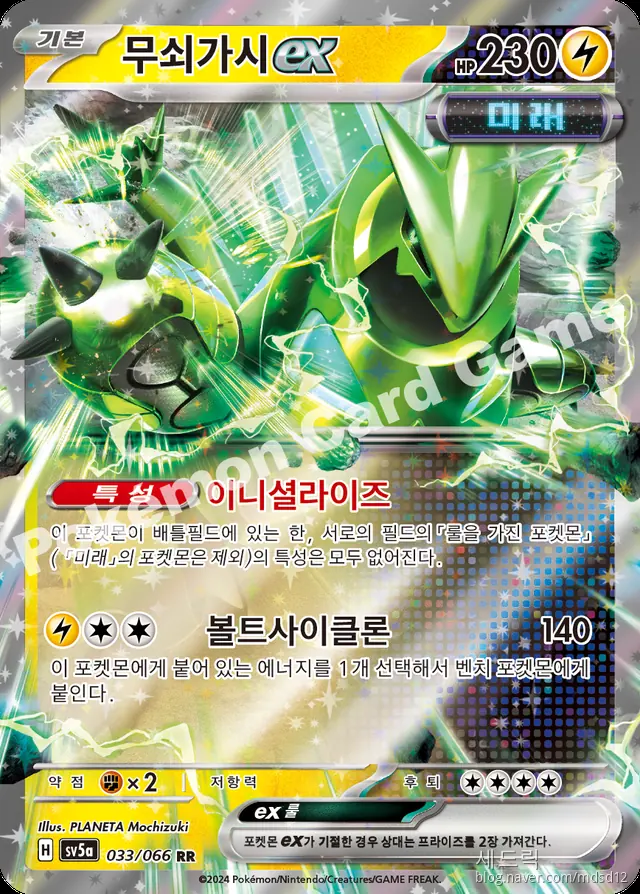 기본
무쇠가시ex
HP230
미래
특성 이니셜라이즈
이 포켓몬이 배틀필드에 있는 한, 서로의 필드의 「룰을 가진 포켓몬」
(「미래」의 포켓몬은 제외)의 특성은 모두 없어진다.
볼트사이클론 140
이 포켓몬에게 붙어 있는 에너지를 1개 선택해서 벤치 포켓몬에게
붙인다.
약점 ×2 저항력 후퇴
ex룰
포켓몬 ex가 기절한 경우 상대는 프라이즈를 2장 가져간다.
Illus. PLANETA Mochizuki
H sv5a 033/066 RR
©2024 Pokémon/Nintendo/Creatures/GAME FREAK.
Pokémon Card Game
세드릭
blog.naver.com/mdsd12